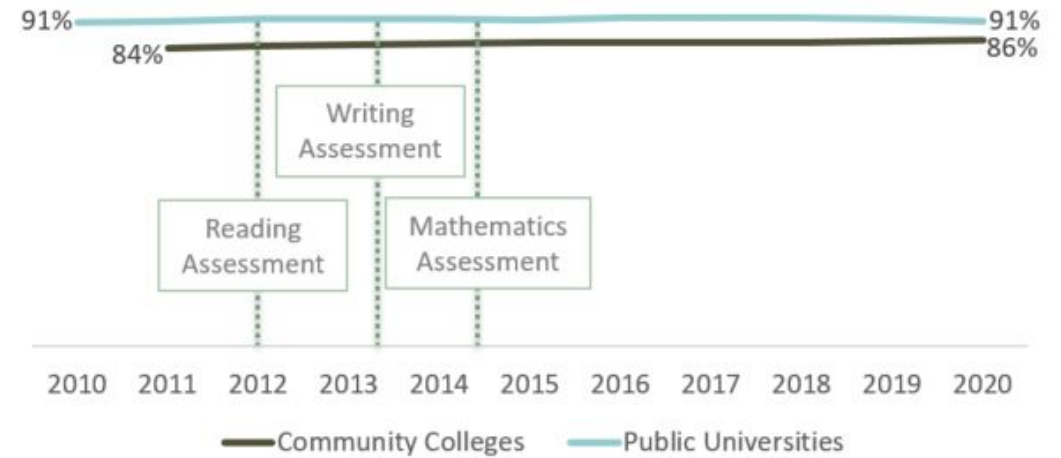 91%
91%
84%
86%
Writing
Assessment
Reading
Assessment
Mathematics
Assessment
2010 2011 2012 2013 2014 2015 2016 2017 2018 2019 2020
Community Colleges Public Universities